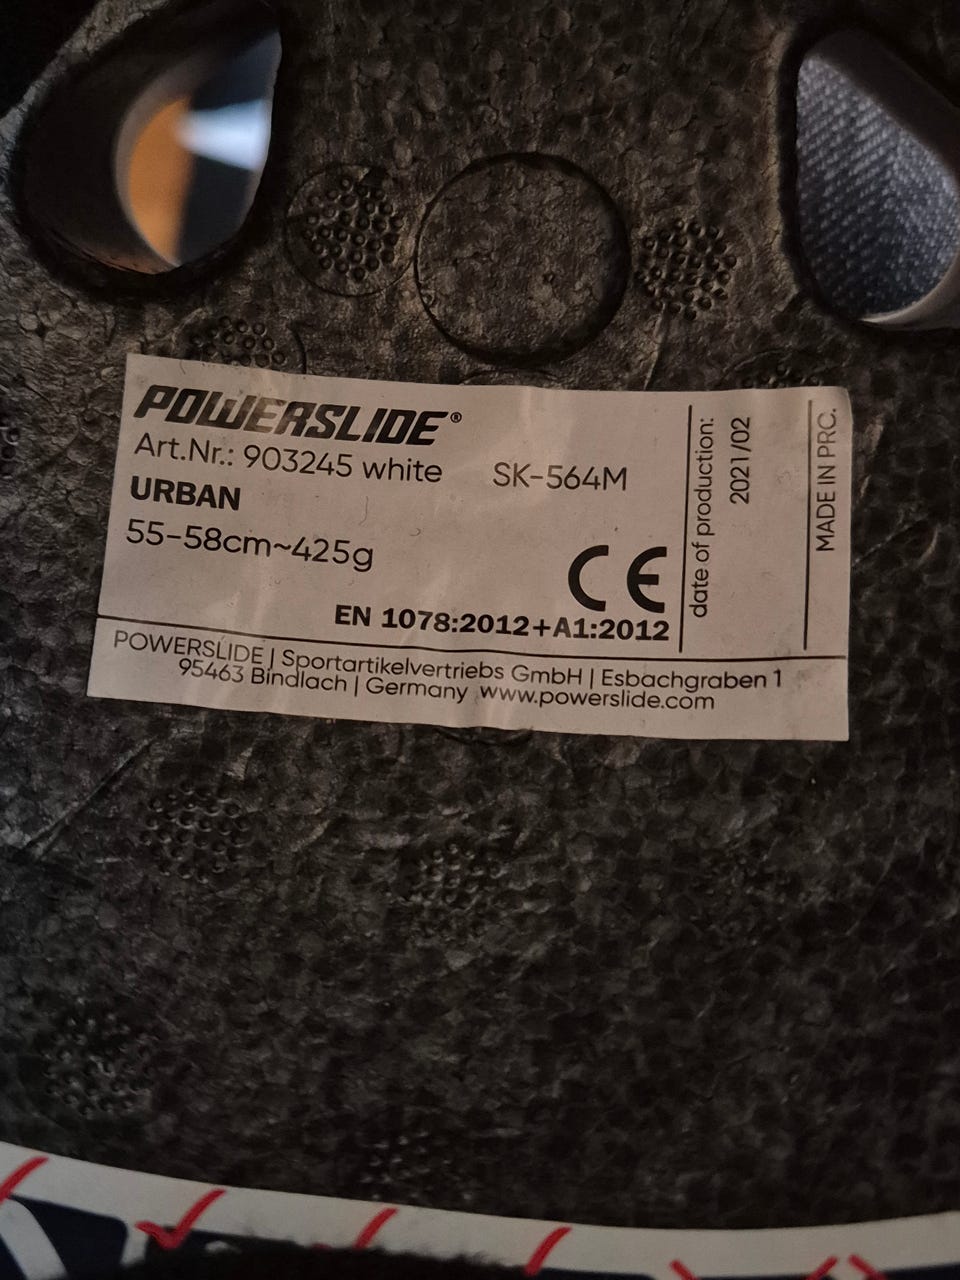 POWERSLIDE®
Art.Nr.: 903245 white SK-564M
URBAN
55-58cm~425g
CE
EN 1078:2012+A1:2012
date of production:
2021/02
MADE IN PRC.
POWERSLIDE | Sportartikelvertriebs GmbH | Esbachgraben 1
95463 Bindlach | Germany www.powerslide.com